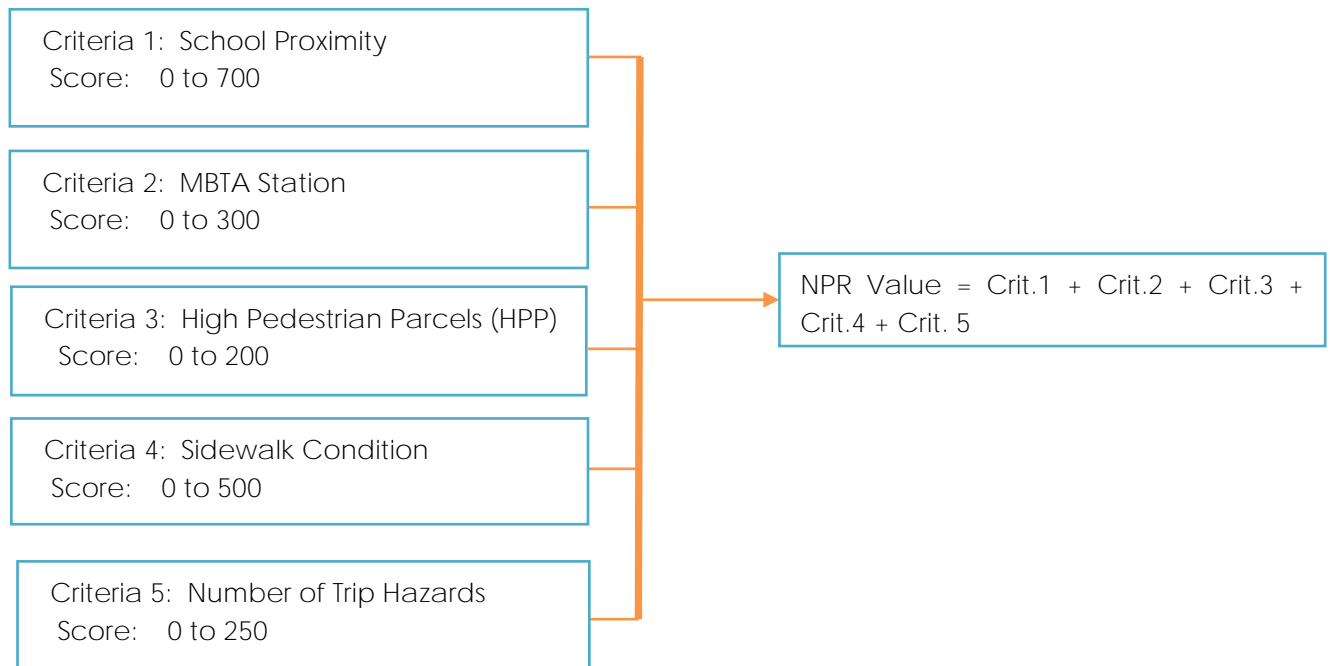 Criteria 1: School Proximity
Score: 0 to 700
Criteria 2: MBTA Station
Score: 0 to 300
Criteria 3: High Pedestrian Parcels (HPP)
Score: 0 to 200
Criteria 4: Sidewalk Condition
Score: 0 to 500
Criteria 5: Number of Trip Hazards
Score: 0 to 250
NPR Value = Crit.1 + Crit.2 + Crit.3 +
Crit.4 + Crit. 5